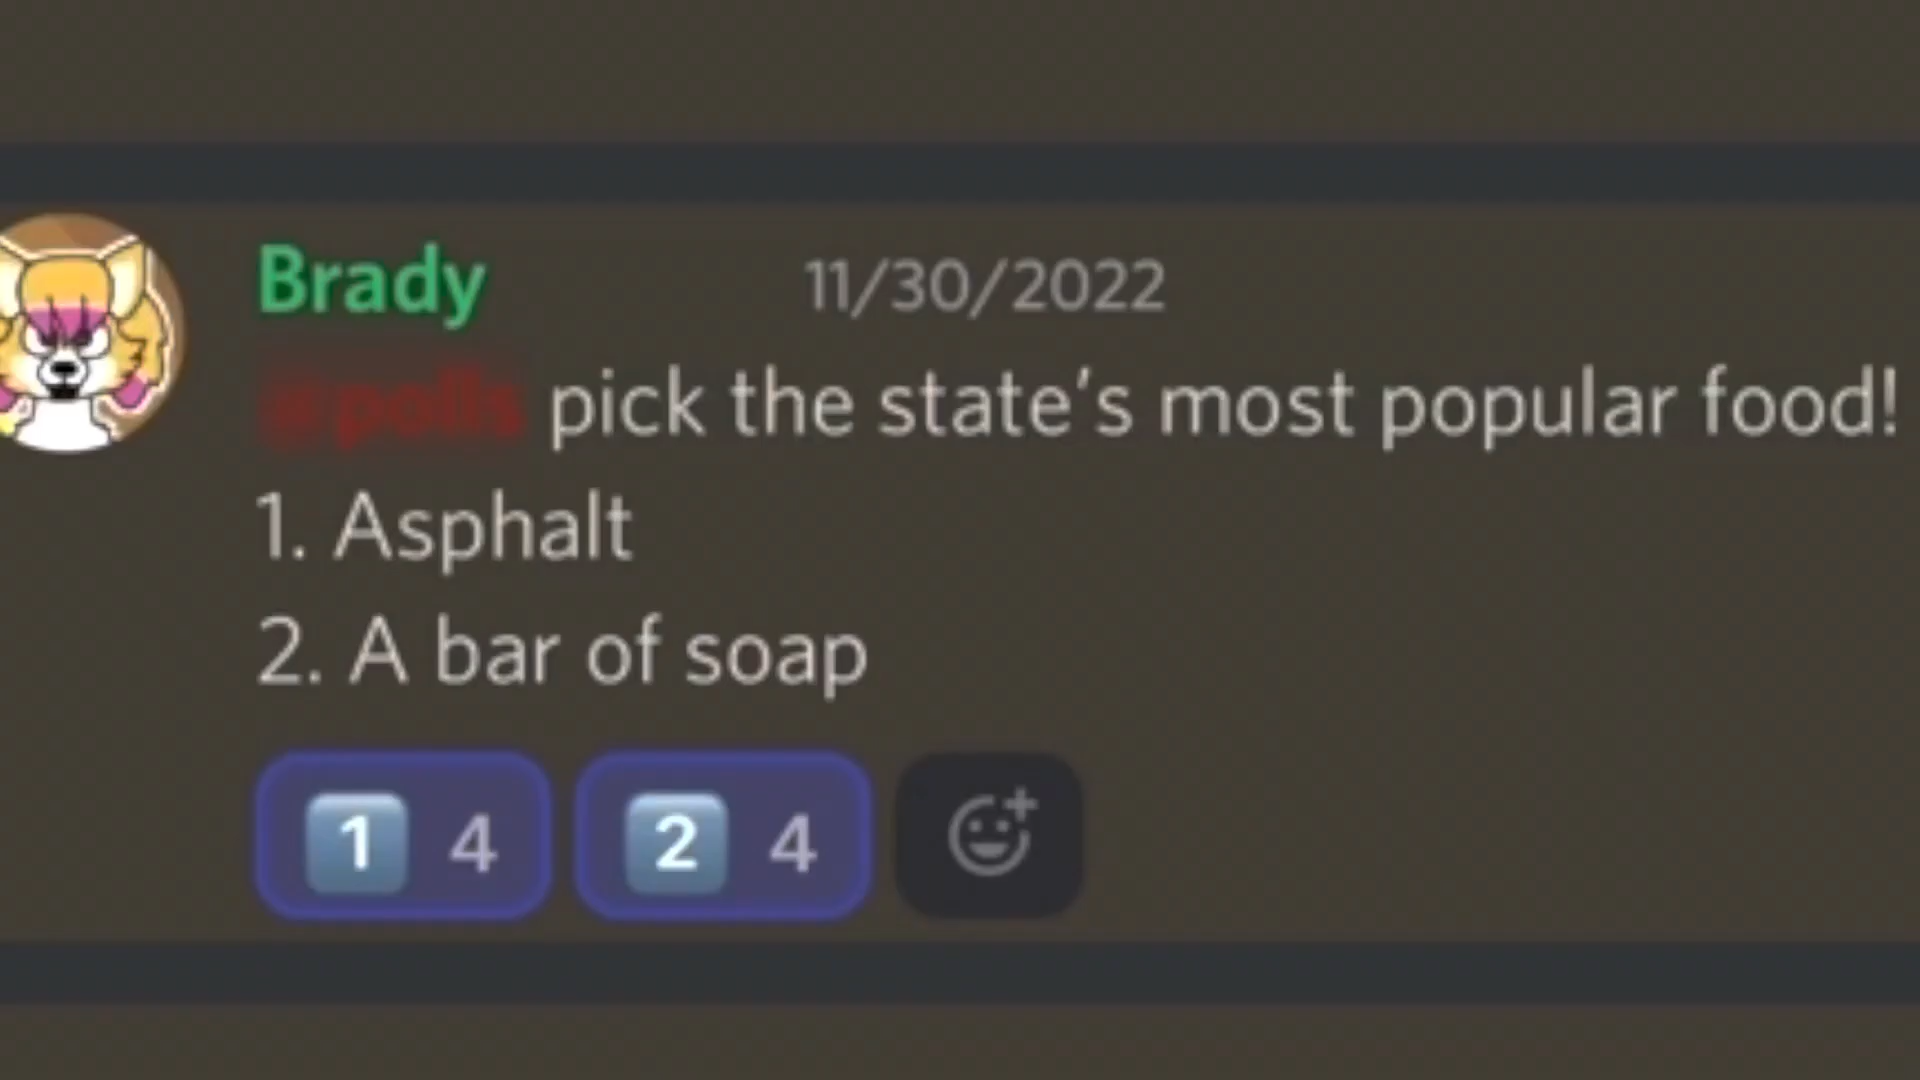 Brady 11/30/2022
@polls pick the state's most popular food!
1. Asphalt
2. A bar of soap
1 4 2 4